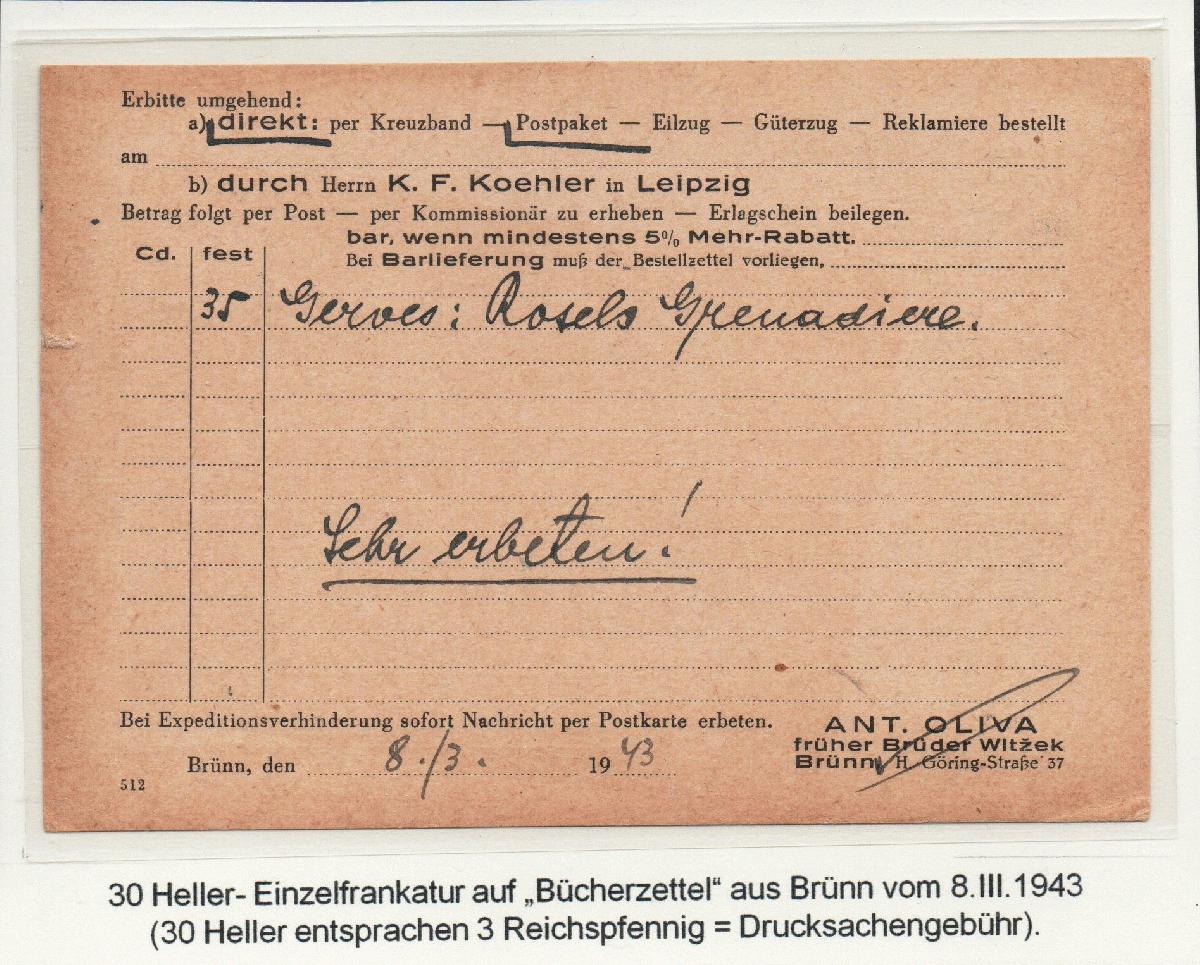 Erbitte umgehend:
a) direkt: per Kreuzband — Postpaket — Eilzug — Güterzug — Reklamiere bestellt
am
b) durch Herrn K. F. Koehler in Leipzig
Betrag folgt per Post — per Kommissionär zu erheben — Erlagschein beilegen.
bar, wenn mindestens 5% Mehr-Rabatt.
Cd. fest Bei Barlieferung muß der Bestellzettel vorliegen,
35 Gerves: Rosels Grenadiere.
Sehr erbeten!
Bei Expeditionsverhinderung sofort Nachricht per Postkarte erbeten.
Brünn, den 8./3. 1943
512
ANT. OLIVA
früher Brüder Witžek
Brünn, H. Göring-Straße 37
30 Heller- Einzelfrankatur auf „Bücherzettel“ aus Brünn vom 8.III.1943
(30 Heller entsprachen 3 Reichspfennig = Drucksachengebühr).